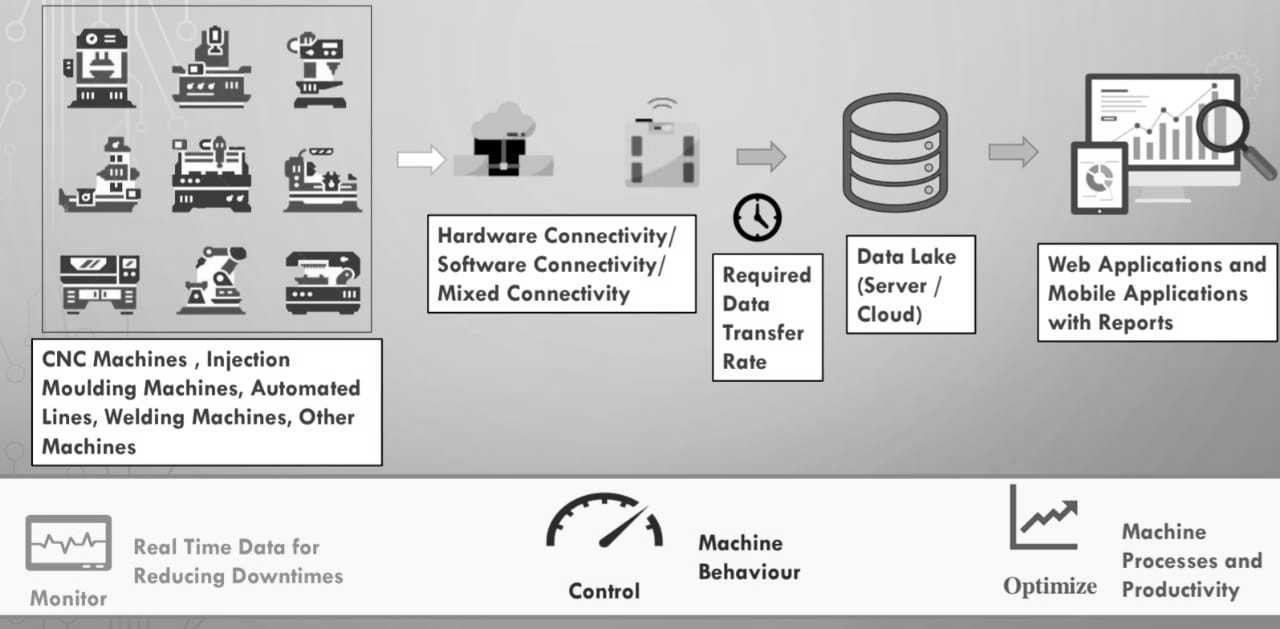 CNC Machines , Injection
Moulding Machines, Automated
Lines, Welding Machines, Other
Machines
Hardware Connectivity/
Software Connectivity/
Mixed Connectivity
Required
Data
Transfer
Rate
Data Lake
(Server /
Cloud)
Web Applications and
Mobile Applications
with Reports
Monitor
Real Time Data for
Reducing Downtimes
Control
Machine
Behaviour
Optimize
Machine
Processes and
Productivity